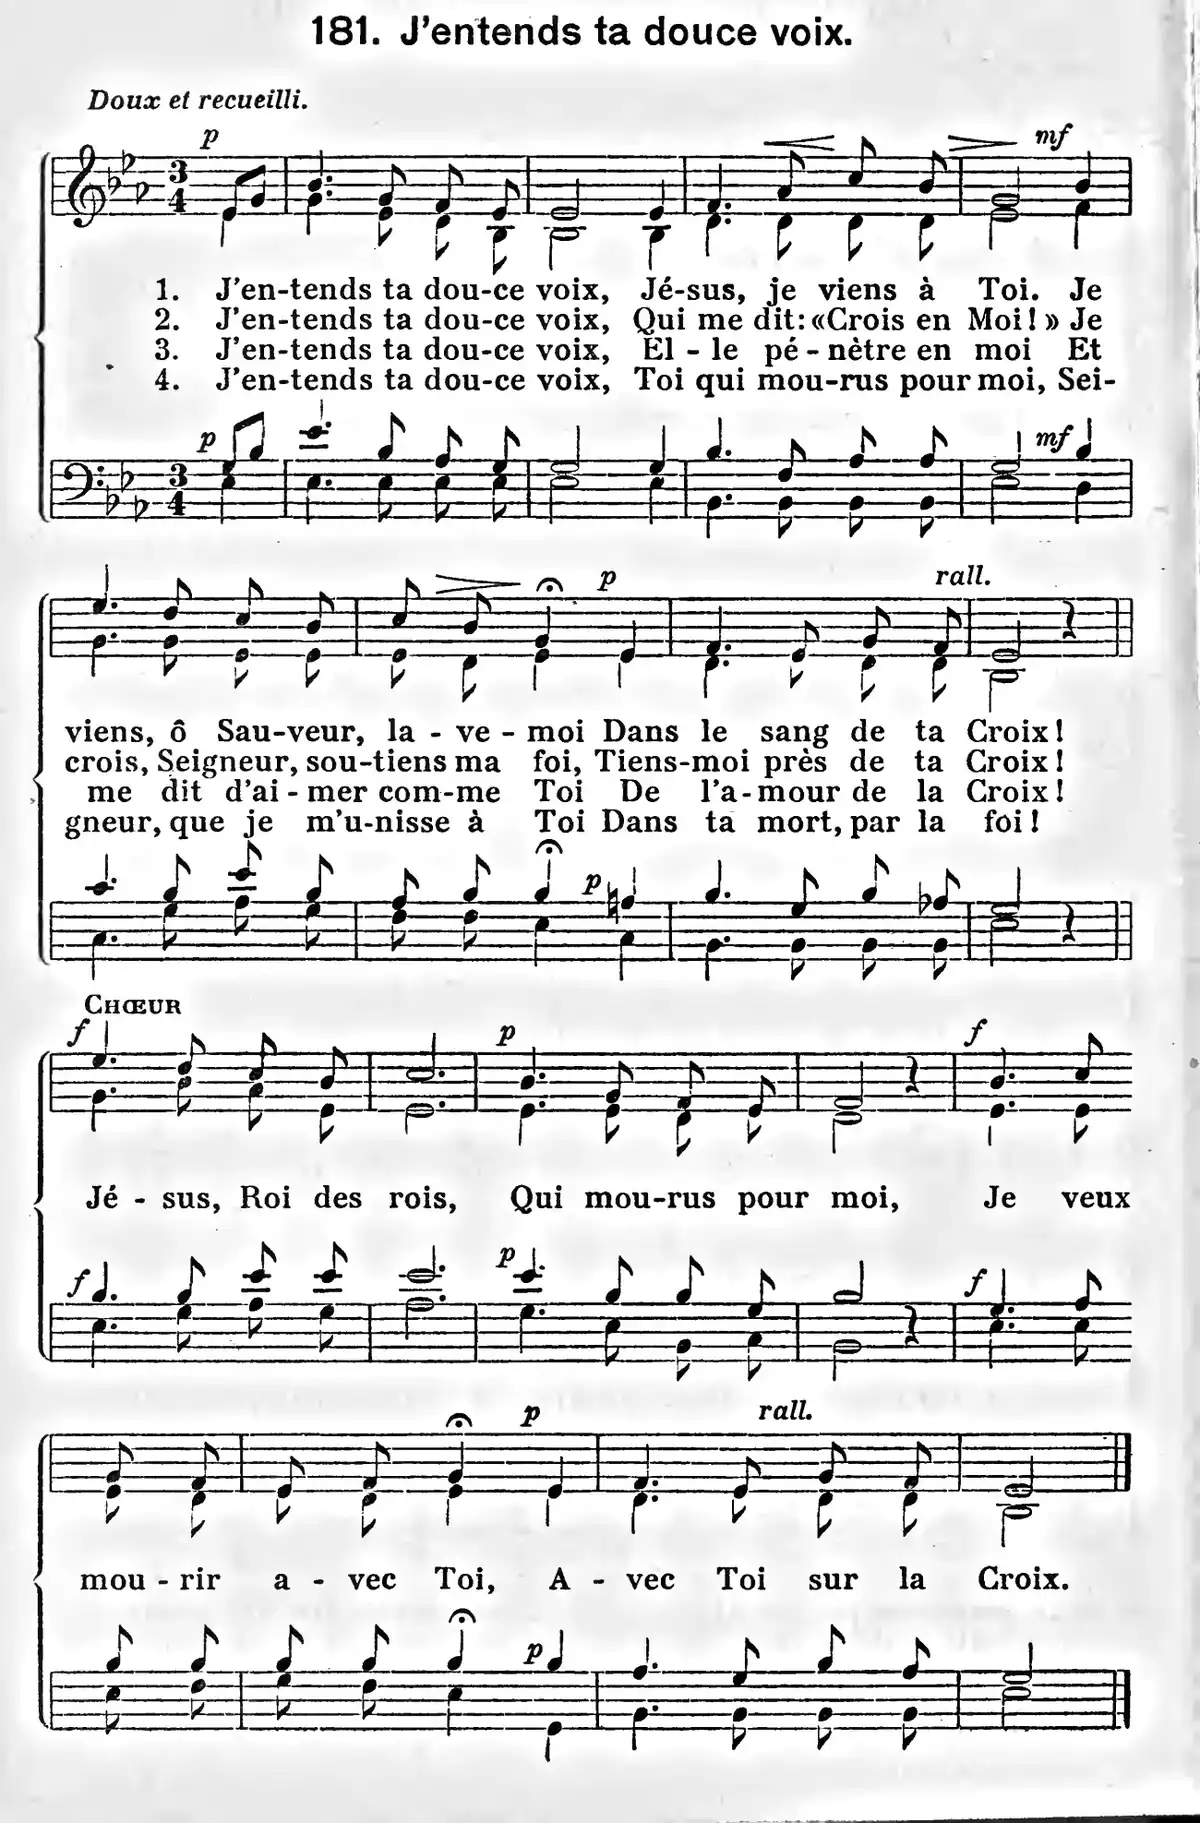 181. J'entends ta douce voix.
Doux et recueilli.
p
mf
3
4
1. J'en-tends ta dou-ce voix, Jé-sus, je viens à Toi. Je
2. J'en-tends ta dou-ce voix, Qui me dit: «Crois en Moi!» Je
3. J'en-tends ta dou-ce voix, El - le pé - nètre en moi Et
4. J'en-tends ta dou-ce voix, Toi qui mou-rus pour moi, Sei-
p
mf
3
4
p
rall.
viens, ô Sau-veur, la - ve - moi Dans le sang de ta Croix!
crois, Seigneur, sou-tiens ma foi, Tiens-moi près de ta Croix!
me dit d'ai - mer com-me Toi De l'a-mour de la Croix!
gneur, que je m'u-nisse à Toi Dans ta mort, par la foi!
p
CHŒUR
f
p
f
Jé - sus, Roi des rois, Qui mou-rus pour moi, Je veux
f
p
f
p
rall.
mou - rir a - vec Toi, A - vec Toi sur la Croix.
p